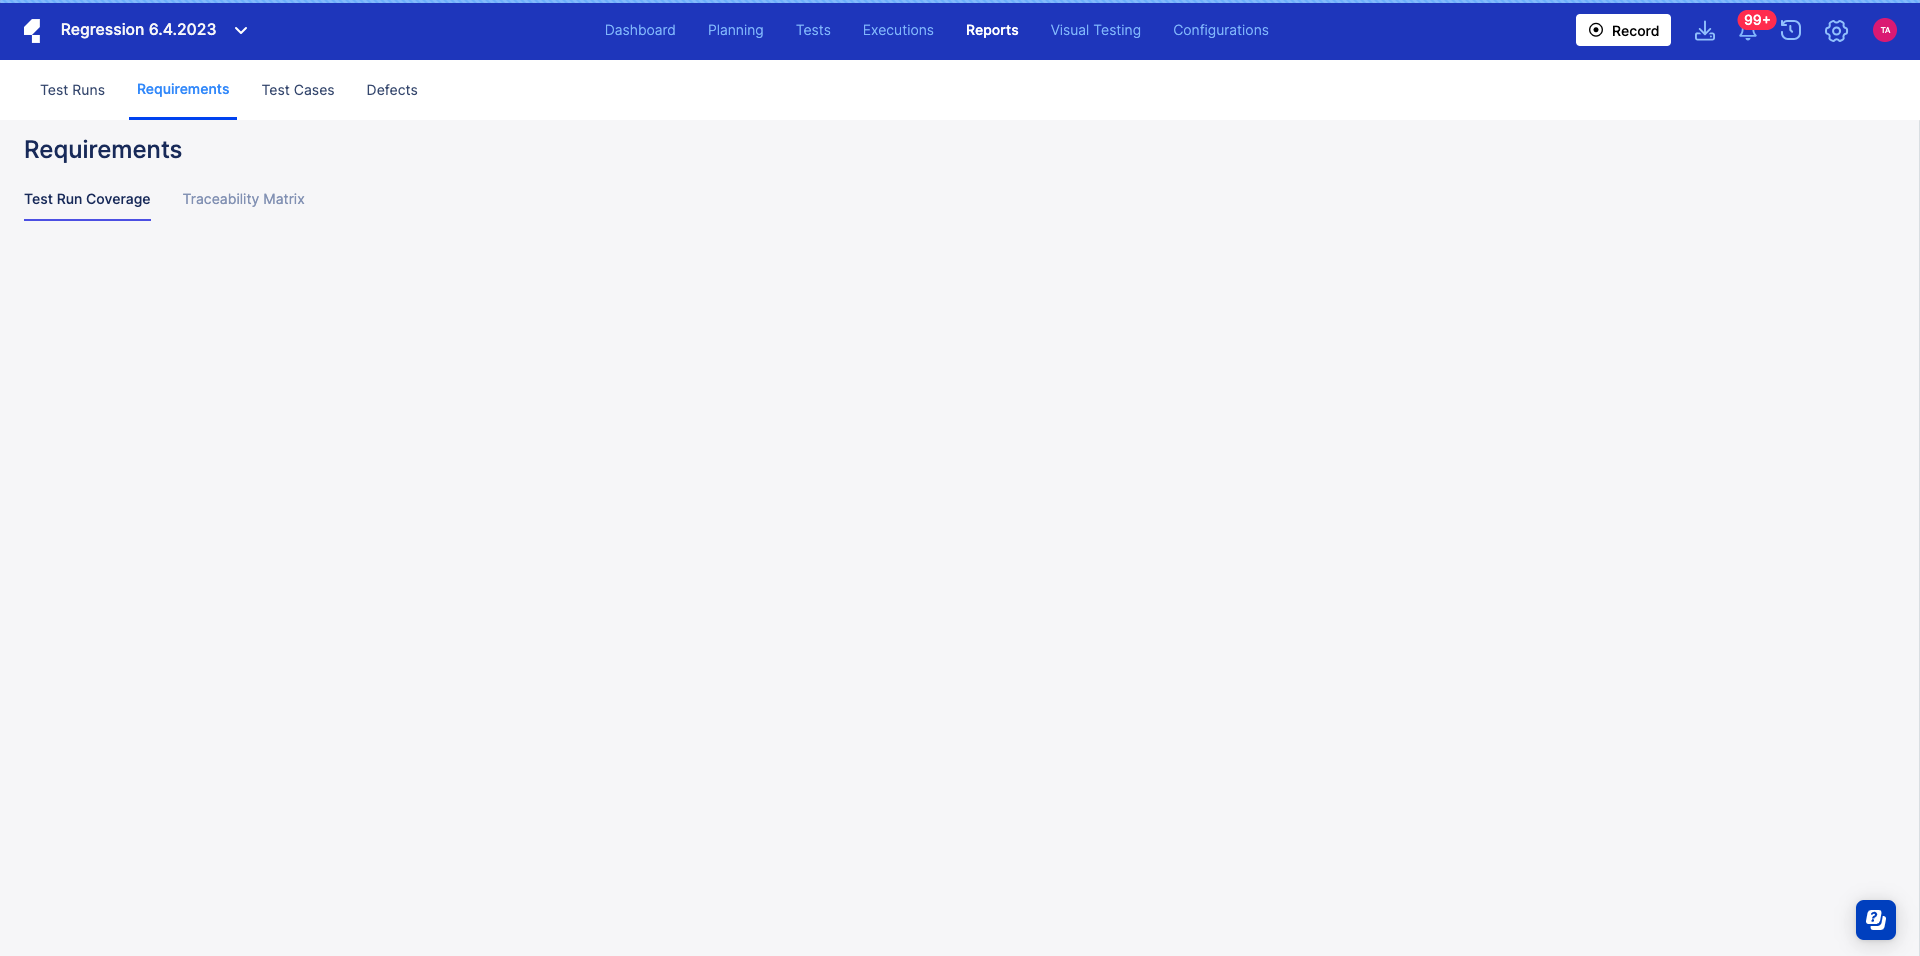 Regression 6.4.2023
Dashboard Planning Tests Executions Reports Visual Testing Configurations
Record 99+ TA
Test Runs Requirements Test Cases Defects
Requirements
Test Run Coverage Traceability Matrix
?